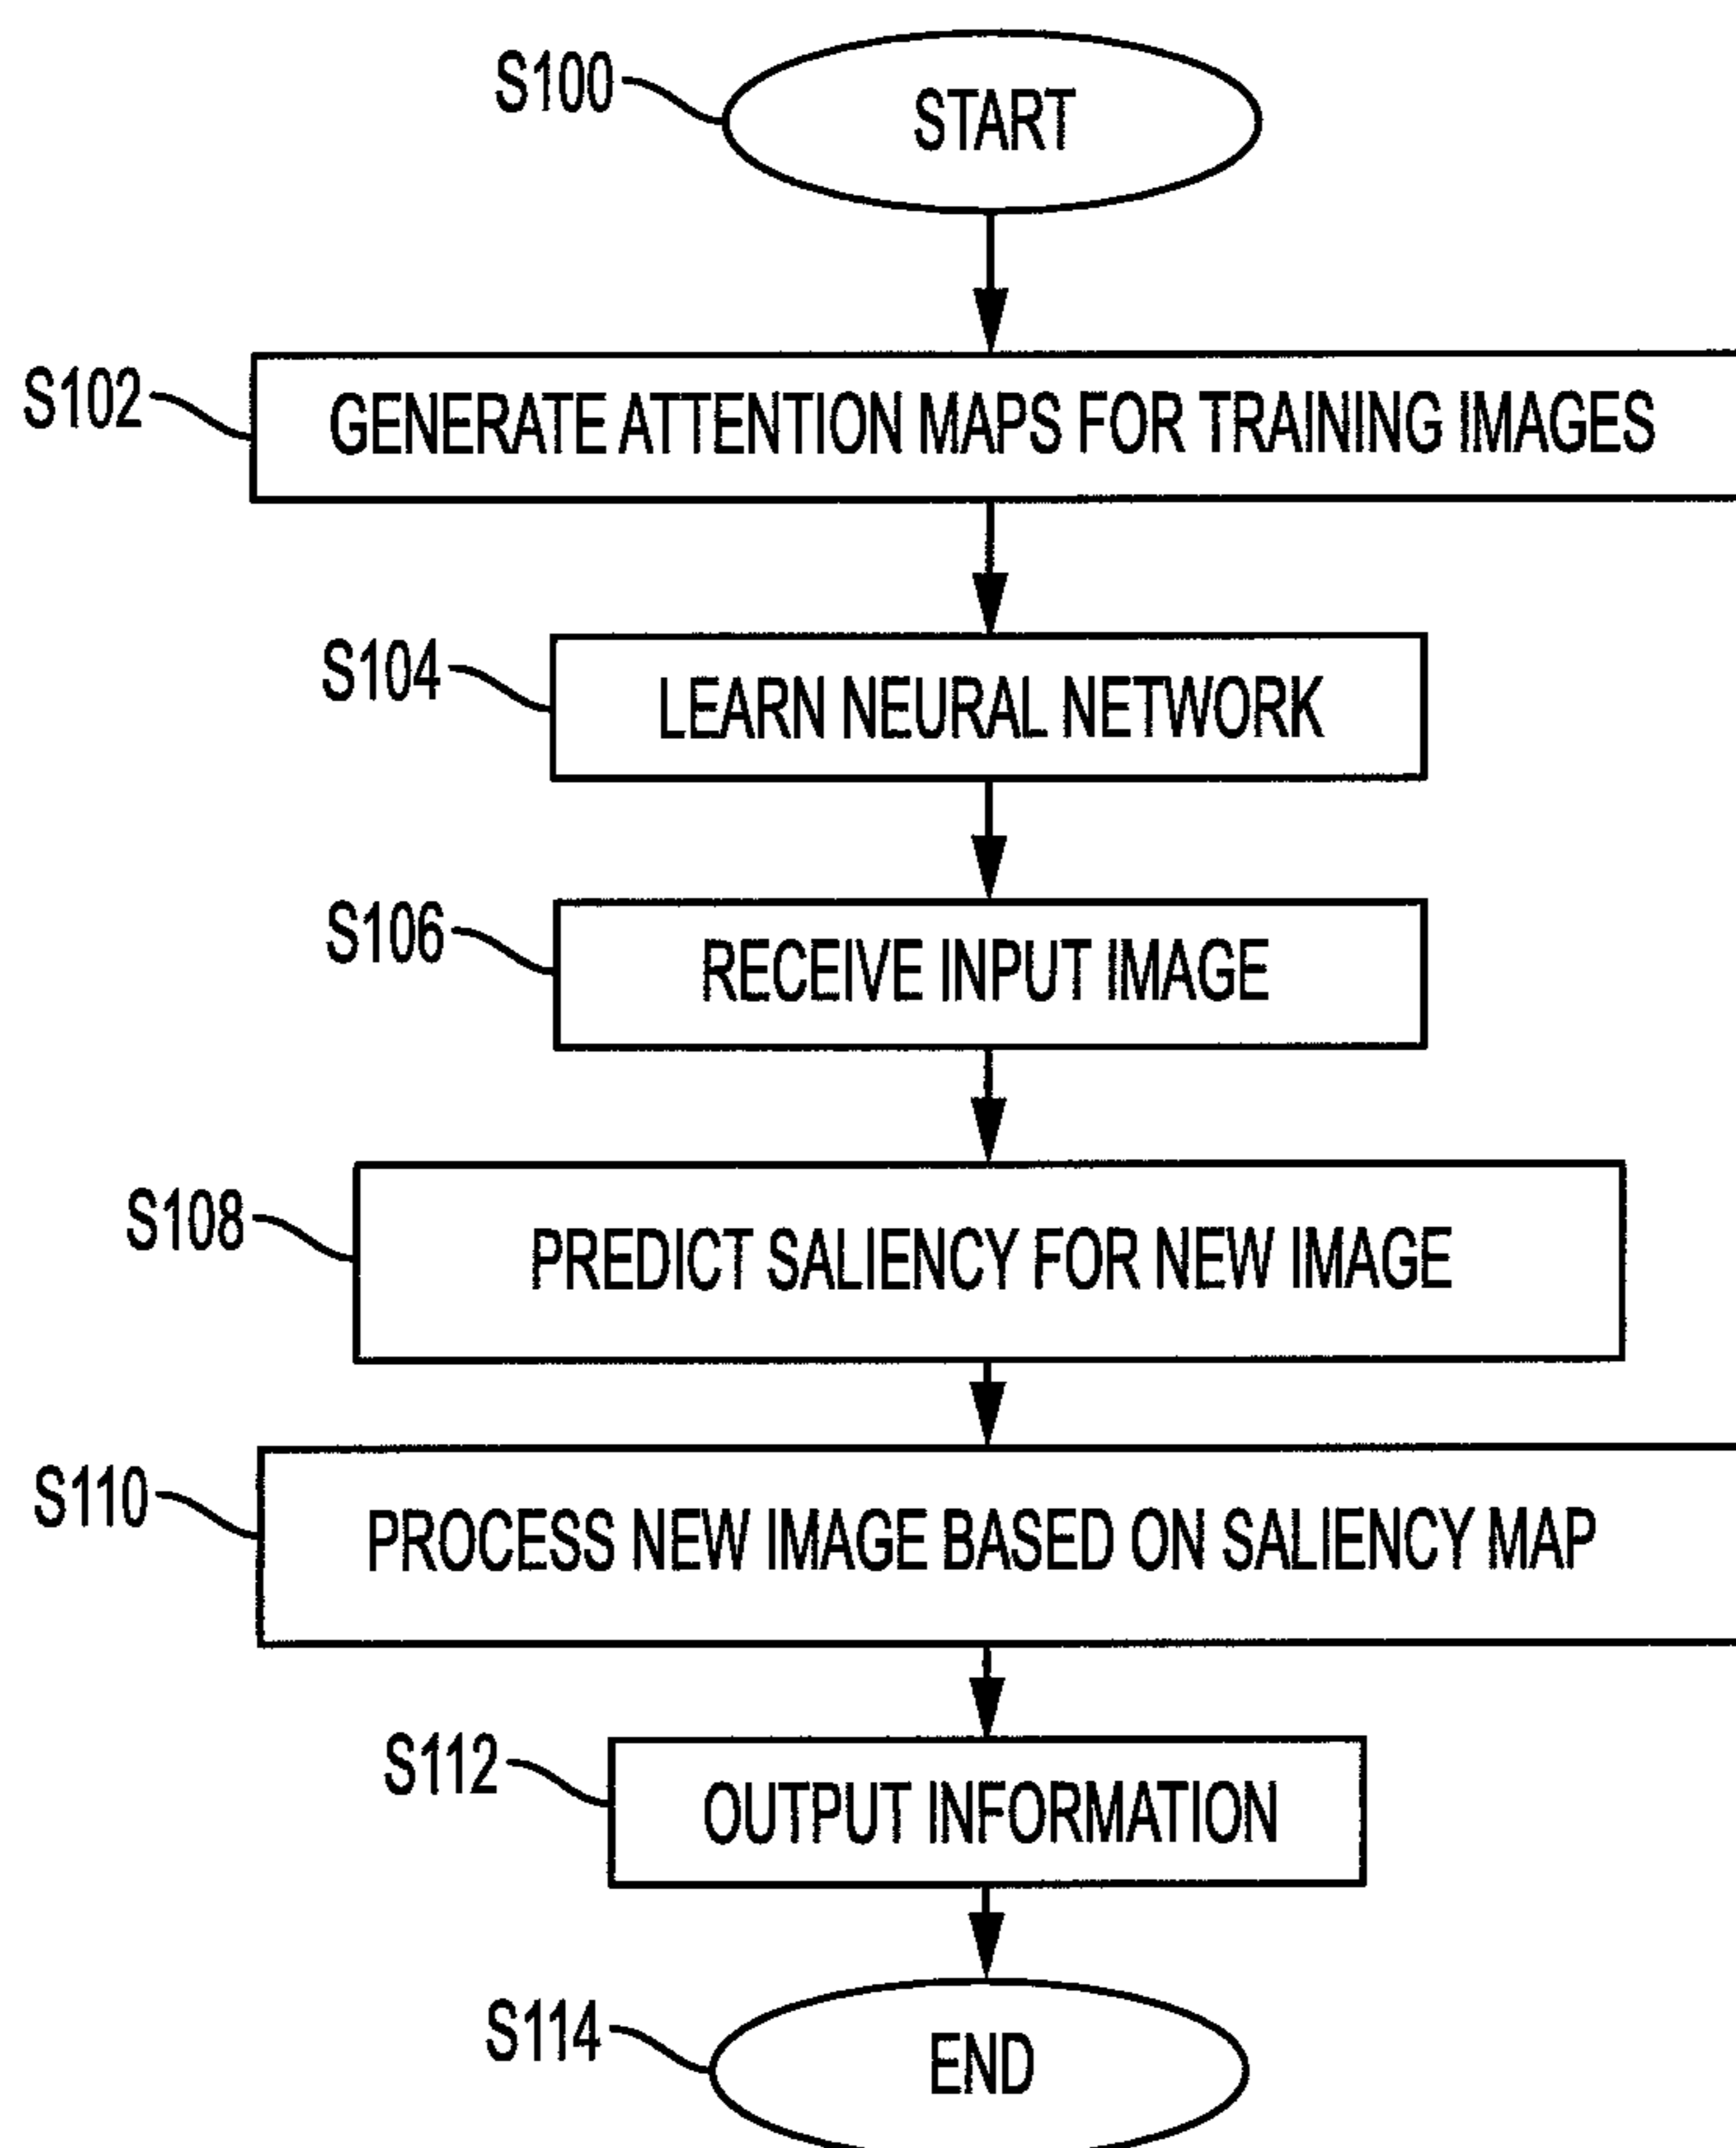 S100
START
S102
GENERATE ATTENTION MAPS FOR TRAINING IMAGES
S104
LEARN NEURAL NETWORK
S106
RECEIVE INPUT IMAGE
S108
PREDICT SALIENCY FOR NEW IMAGE
S110
PROCESS NEW IMAGE BASED ON SALIENCY MAP
S112
OUTPUT INFORMATION
S114
END